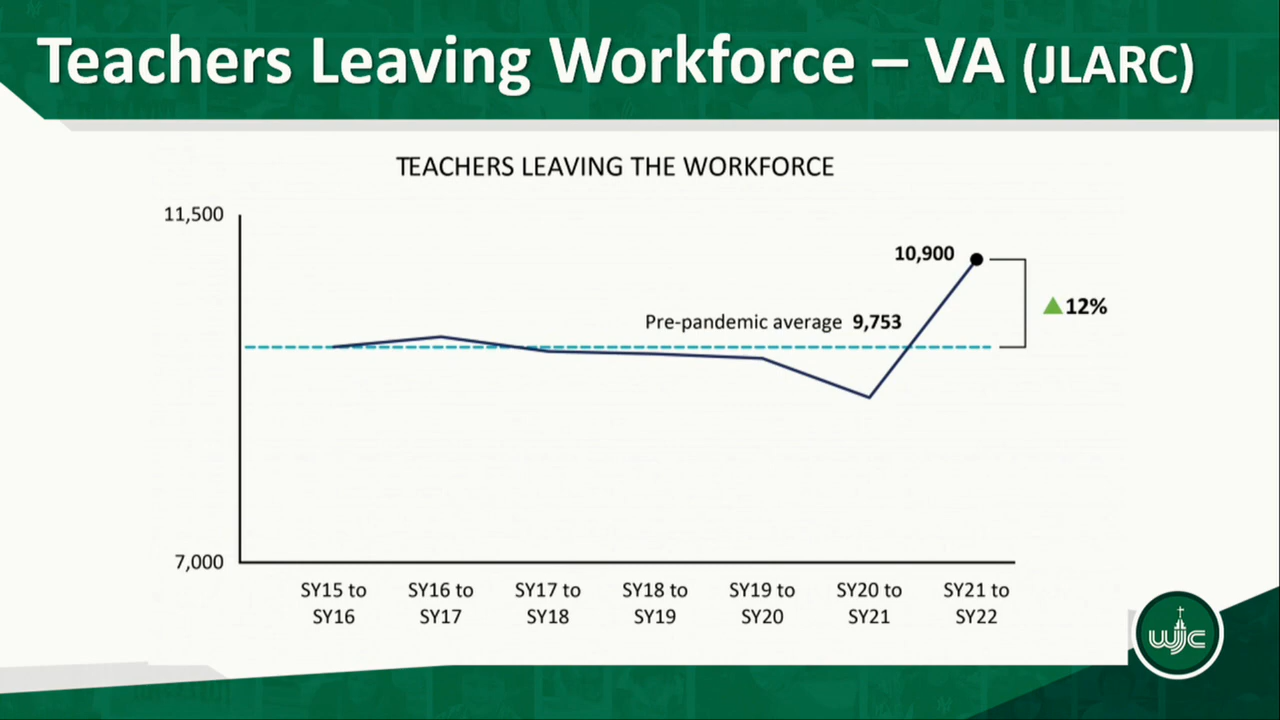 Teachers Leaving Workforce – VA (JLARC)
TEACHERS LEAVING THE WORKFORCE
11,500
10,900
12%
Pre-pandemic average 9,753
7,000
SY15 to SY16
SY16 to SY17
SY17 to SY18
SY18 to SY19
SY19 to SY20
SY20 to SY21
SY21 to SY22
WJC